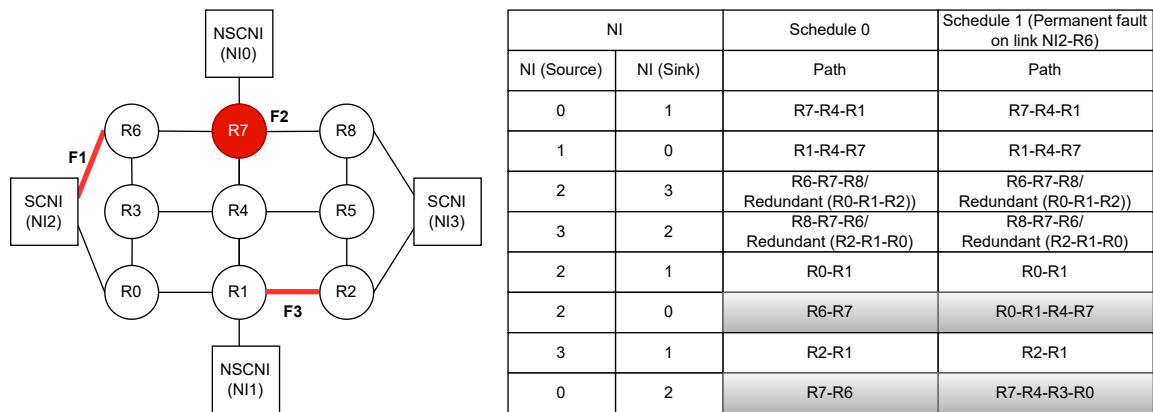 NSCNI
(NI0)
F2
R6
R7
R8
F1
SCNI
(NI2)
R3
R4
R5
SCNI
(NI3)
R0
R1
R2
F3
NSCNI
(NI1)
NI
Schedule 0
Schedule 1 (Permanent fault
on link NI2-R6)
NI (Source)
NI (Sink)
Path
Path
0
1
R7-R4-R1
R7-R4-R1
1
0
R1-R4-R7
R1-R4-R7
2
3
R6-R7-R8/
Redundant (R0-R1-R2))
R6-R7-R8/
Redundant (R0-R1-R2))
3
2
R8-R7-R6/
Redundant (R2-R1-R0)
R8-R7-R6/
Redundant (R2-R1-R0)
2
1
R0-R1
R0-R1
2
0
R6-R7
R0-R1-R4-R7
3
1
R2-R1
R2-R1
0
2
R7-R6
R7-R4-R3-R0